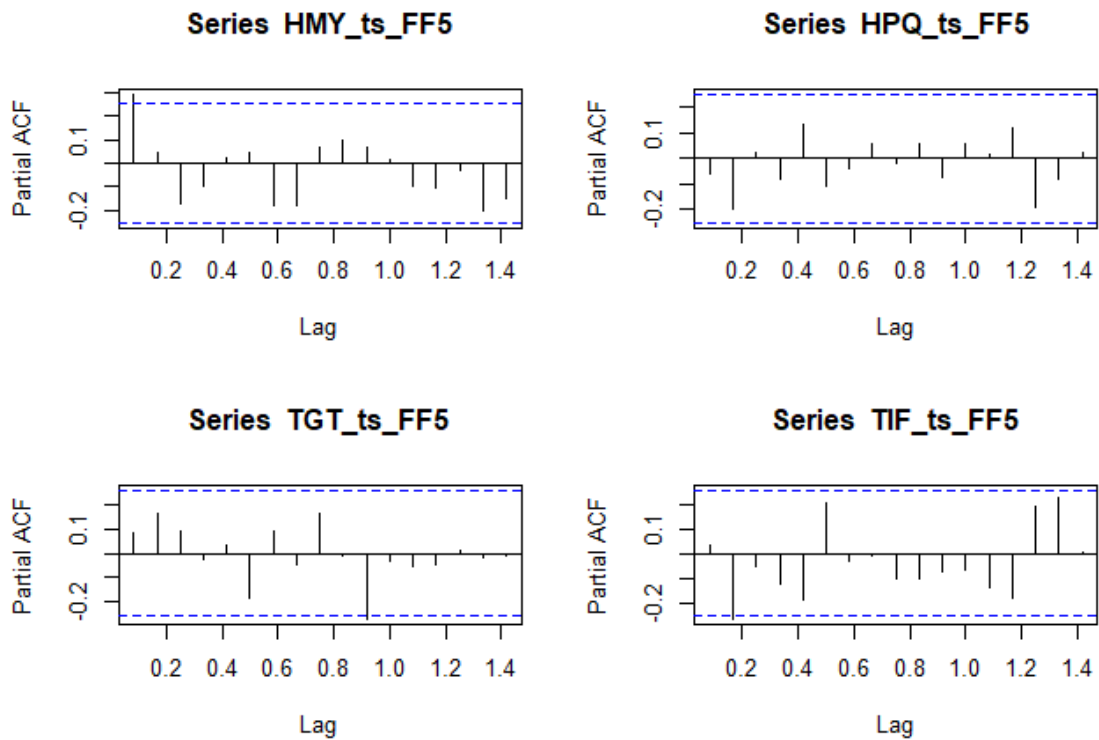 Series HMY_ts_FF5
Partial ACF
0.1
-0.2
0.2 0.4 0.6 0.8 1.0 1.2 1.4
Lag
Series HPQ_ts_FF5
Partial ACF
0.1
-0.2
0.2 0.4 0.6 0.8 1.0 1.2 1.4
Lag
Series TGT_ts_FF5
Partial ACF
0.1
-0.2
0.2 0.4 0.6 0.8 1.0 1.2 1.4
Lag
Series TIF_ts_FF5
Partial ACF
0.1
-0.2
0.2 0.4 0.6 0.8 1.0 1.2 1.4
Lag